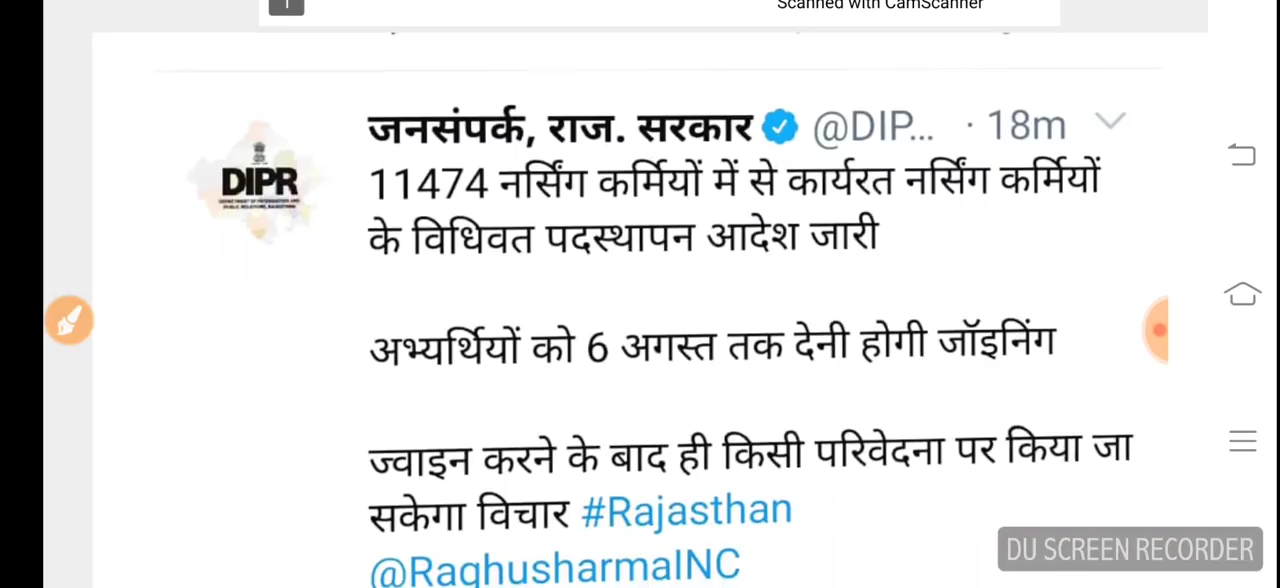 1
Scanned with CamScanner
जनसंपर्क, राज. सरकार @DIP... · 18m
DIPR
11474 नर्सिंग कर्मियों में से कार्यरत नर्सिंग कर्मियों
के विधिवत पदस्थापन आदेश जारी
अभ्यर्थियों को 6 अगस्त तक देनी होगी जॉइनिंग
ज्वाइन करने के बाद ही किसी परिवेदना पर किया जा
सकेगा विचार #Rajasthan
@RaghusharmaINC
DU SCREEN RECORDER